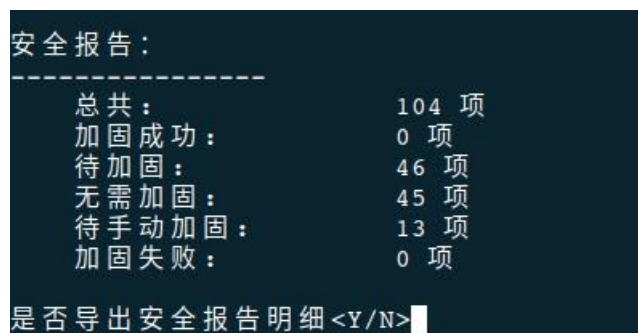 安全报告：
----------------
总共： 104 项
加固成功： 0 项
待加固： 46 项
无需加固： 45 项
待手动加固： 13 项
加固失败： 0 项
是否导出安全报告明细<Y/N>